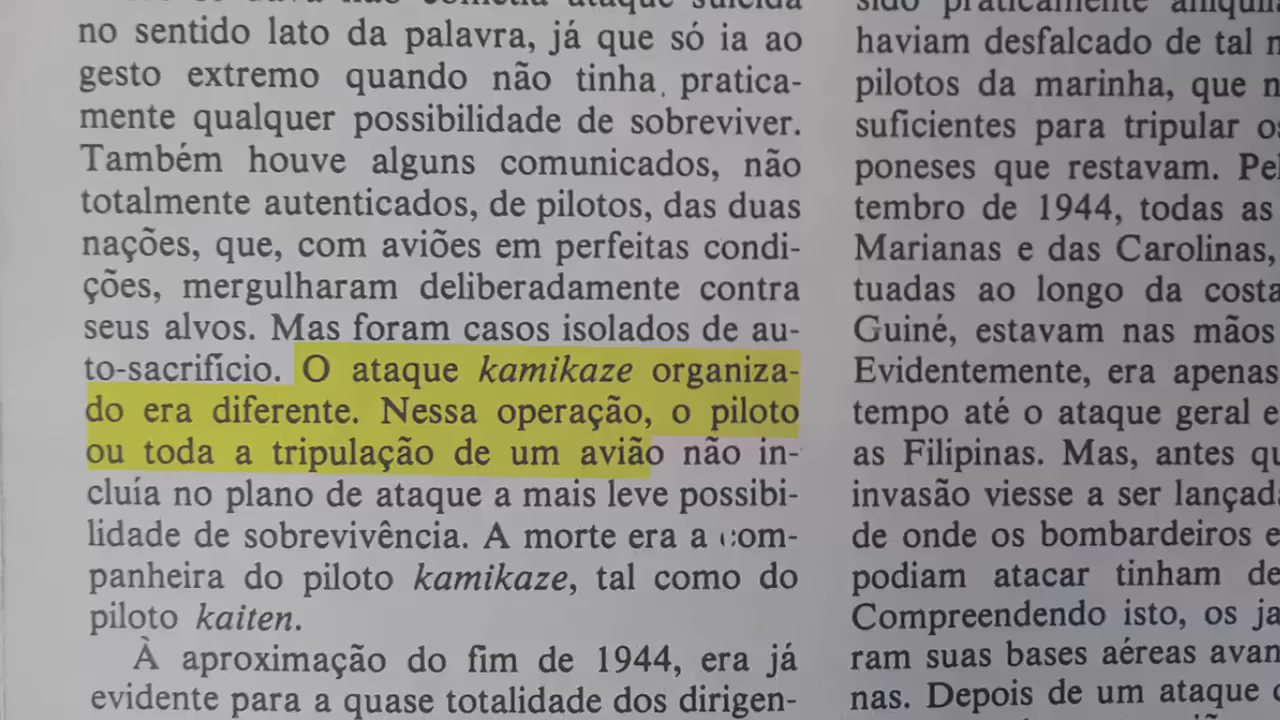 no sentido lato da palavra, já que só ia ao
gesto extremo quando não tinha pratica-
mente qualquer possibilidade de sobreviver.
Também houve alguns comunicados, não
totalmente autenticados, de pilotos, das duas
nações, que, com aviões em perfeitas condi-
ções, mergulharam deliberadamente contra
seus alvos. Mas foram casos isolados de au-
to-sacrifício. O ataque kamikaze organiza-
do era diferente. Nessa operação, o piloto
ou toda a tripulação de um avião não in-
cluía no plano de ataque a mais leve possibi-
lidade de sobrevivência. A morte era a com-
panheira do piloto kamikaze, tal como do
piloto kaiten.
À aproximação do fim de 1944, era já
evidente para a quase totalidade dos dirigen-
haviam desfalcado de tal
pilotos da marinha, que
suficientes para tripular
poneses que restavam.
tembro de 1944, todas as
Marianas e das Carolinas,
tuadas ao longo da
Guiné, estavam nas mãos
Evidentemente, era apenas
tempo até o ataque geral
as Filipinas. Mas, antes
invasão viesse a ser
de onde os bombardeiros
podiam atacar tinham
Compreendendo isto, os
ram suas bases aéreas
nas. Depois de um ataque